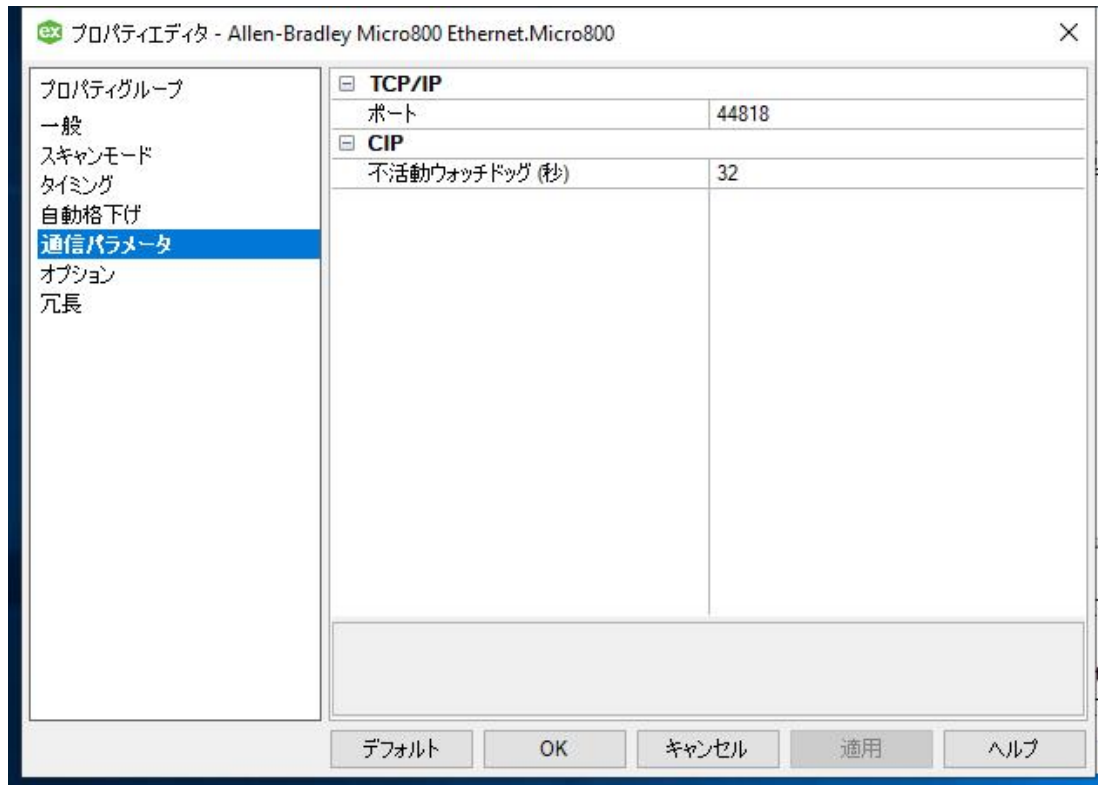 ex プロパティエディタ - Allen-Bradley Micro800 Ethernet.Micro800
プロパティグループ
一般
スキャンモード
タイミング
自動格下げ
通信パラメータ
オプション
冗長
TCP/IP
ポート 44818
CIP
不活動ウォッチドッグ (秒) 32
デフォルト OK キャンセル 適用 ヘルプ